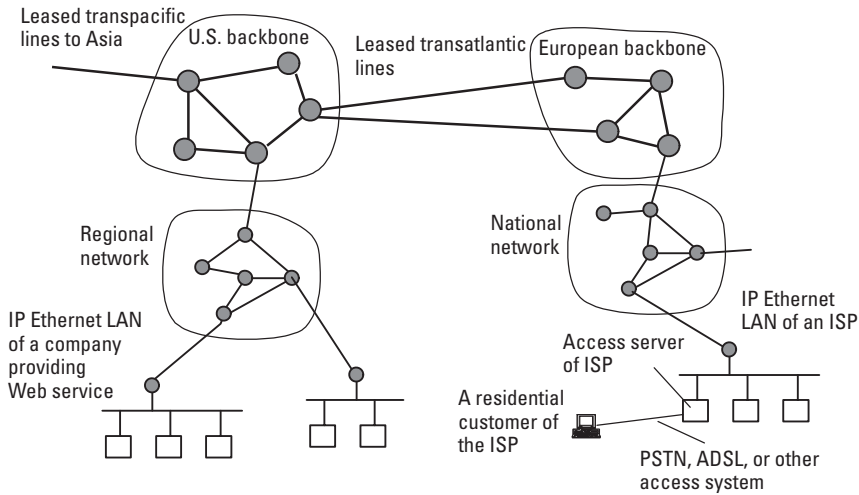 Leased transpacific
lines to Asia
U.S. backbone
Leased transatlantic
lines
European backbone
Regional
network
National
network
IP Ethernet LAN
of a company
providing
Web service
IP Ethernet
LAN of an ISP
Access server
of ISP
A residential
customer of
the ISP
PSTN, ADSL, or other
access system